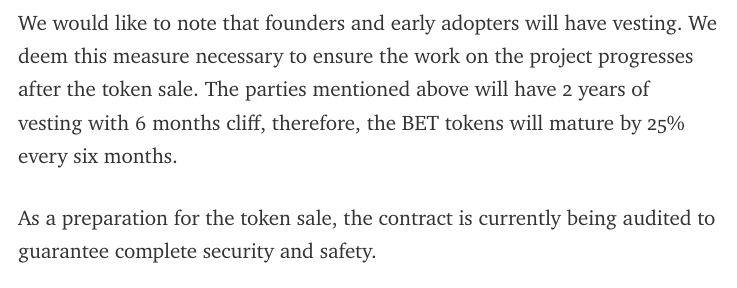 We would like to note that founders and early adopters will have vesting. We
deem this measure necessary to ensure the work on the project progresses
after the token sale. The parties mentioned above will have 2 years of
vesting with 6 months cliff, therefore, the BET tokens will mature by 25%
every six months.
As a preparation for the token sale, the contract is currently being audited to
guarantee complete security and safety.